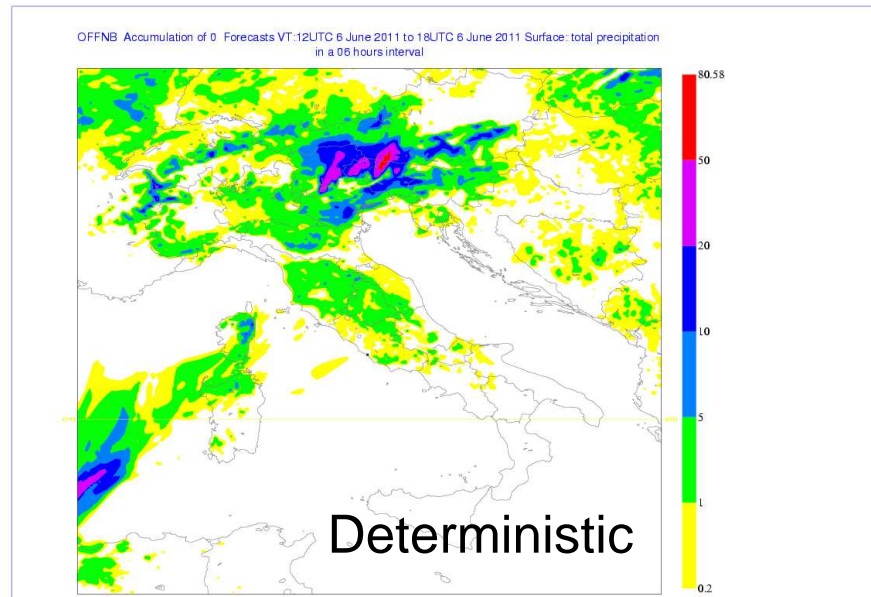 OFFNB Accumulation of 0 Forecasts VT:12UTC 6 June 2011 to 18UTC 6 June 2011 Surface: total precipitation
in a 06 hours interval
80.58
50
20
10
5
1
0.2
Deterministic